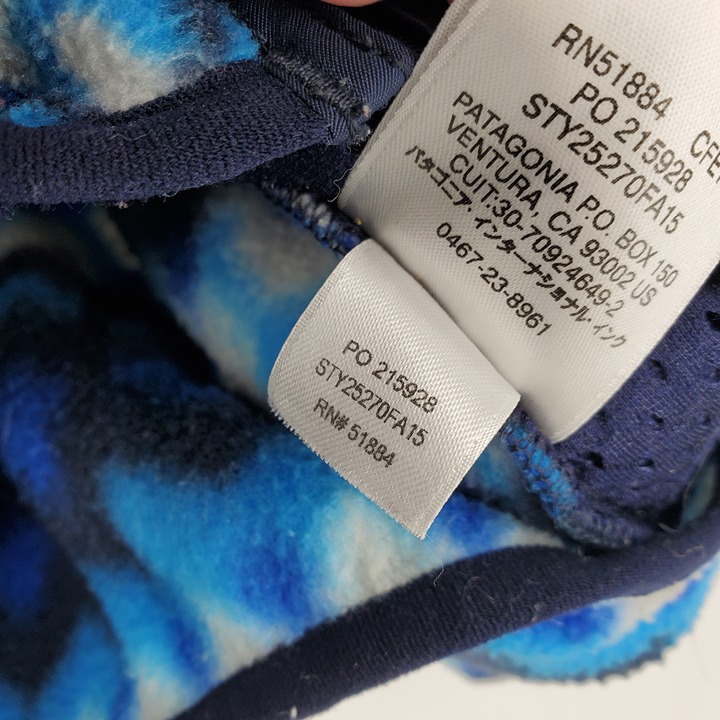 RN51884
PO 215928
STY25270FA15
PATAGONIA P.O. BOX 150
VENTURA, CA 93002 US
CUIT:30-70924649-2
パタゴニア・インターナショナル・インク
0467-23-8961
PO 215928
STY25270FA15
RN# 51884